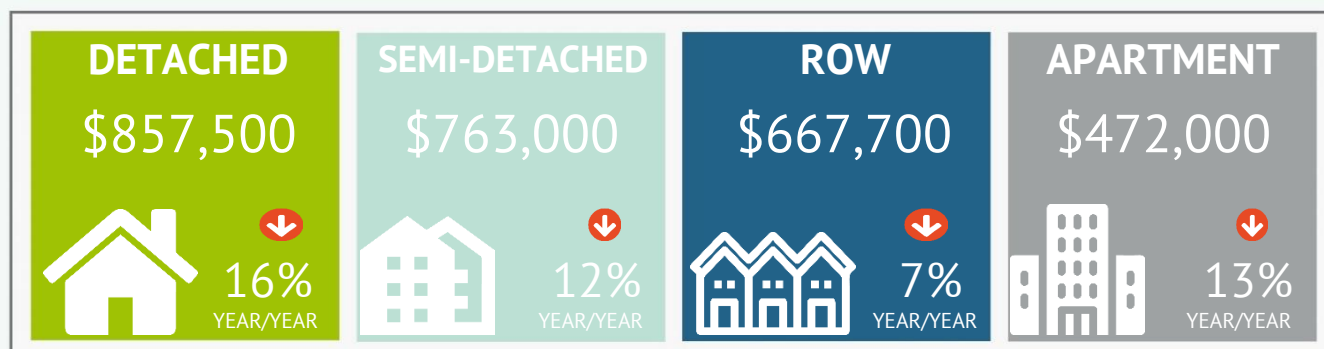 DETACHED
$857,500
16%
YEAR/YEAR
SEMI-DETACHED
$763,000
12%
YEAR/YEAR
ROW
$667,700
7%
YEAR/YEAR
APARTMENT
$472,000
13%
YEAR/YEAR